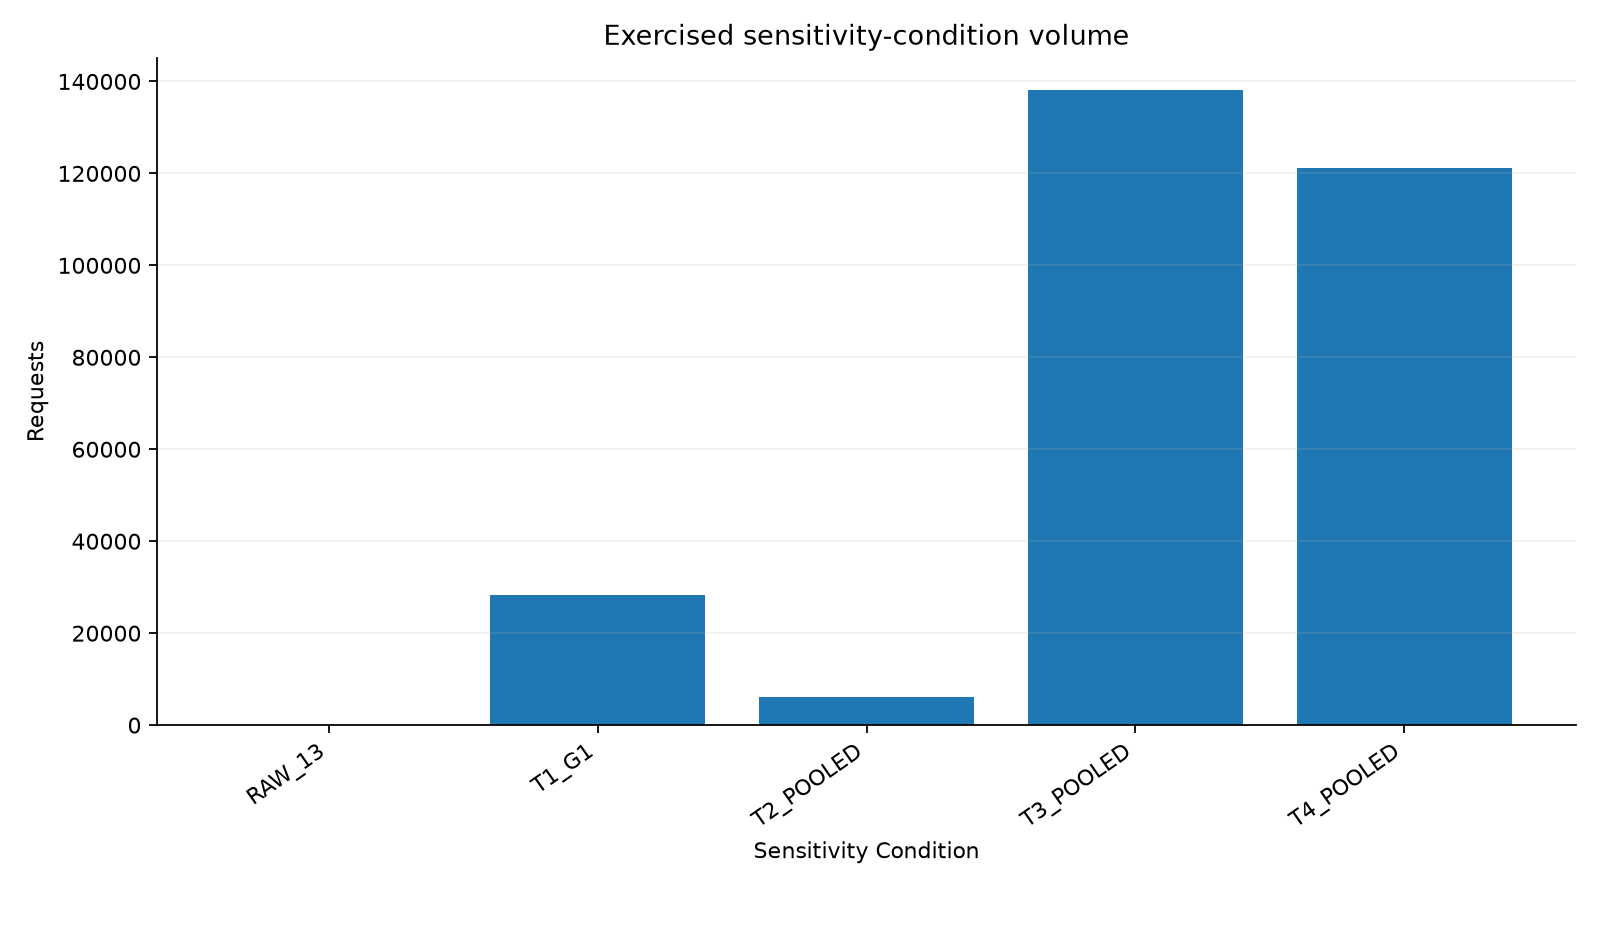 Exercised sensitivity-condition volume
140000
120000
100000
80000
60000
40000
20000
0
Requests
RAW_13
T1_G1
T2_POOLED
T3_POOLED
T4_POOLED
Sensitivity Condition